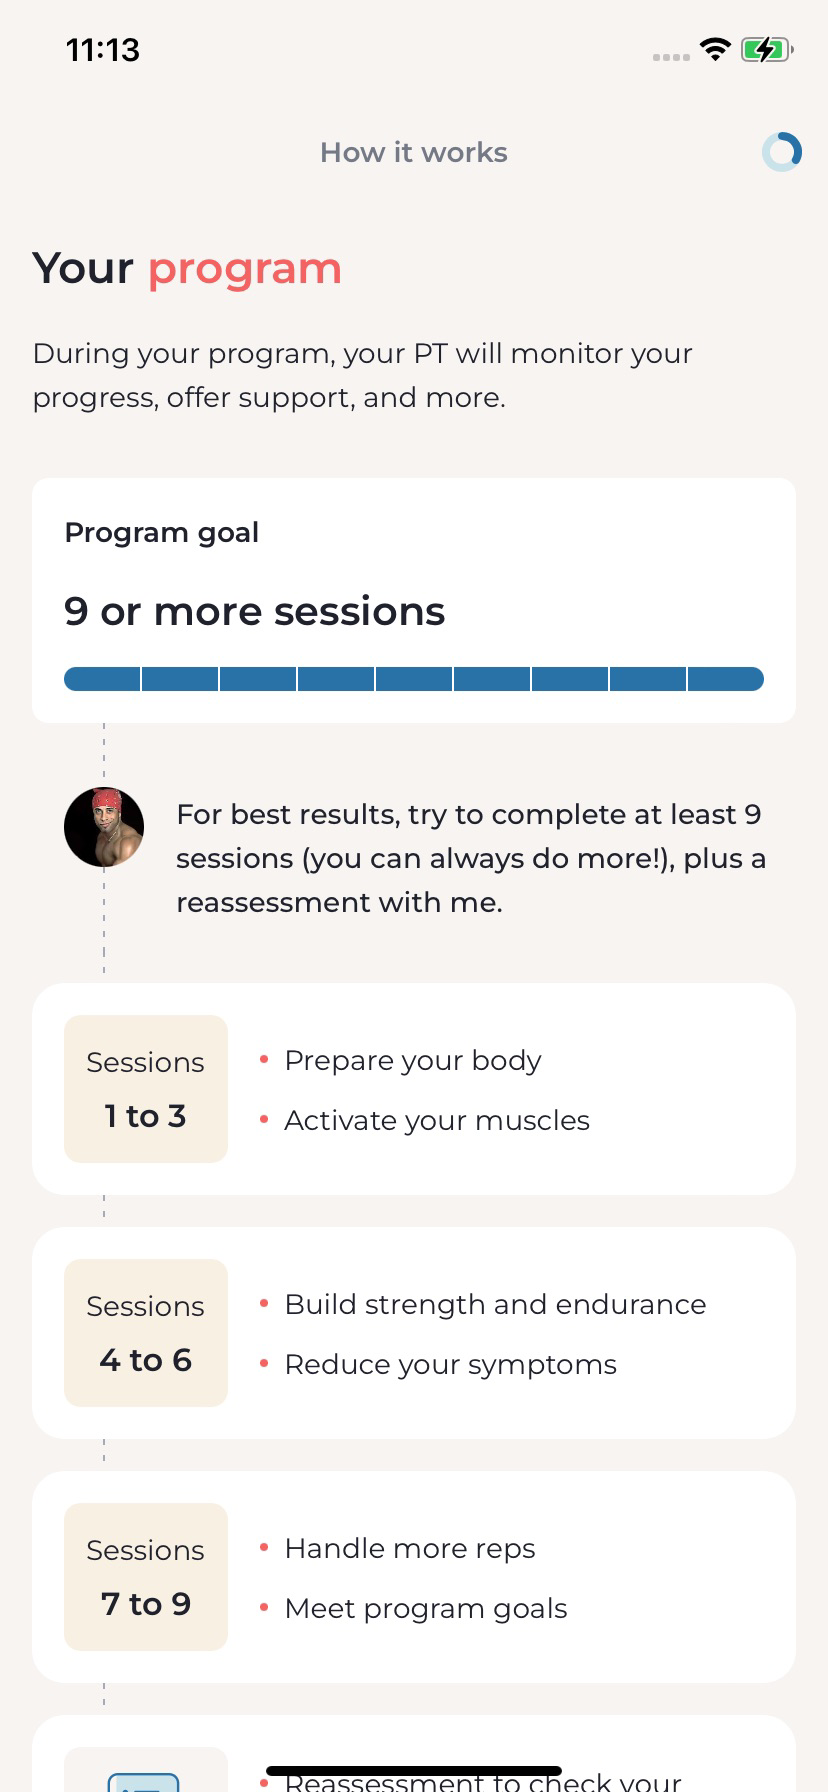 11:13
How it works
Your program
During your program, your PT will monitor your
progress, offer support, and more.
Program goal
9 or more sessions
For best results, try to complete at least 9
sessions (you can always do more!), plus a
reassessment with me.
Sessions
1 to 3
• Prepare your body
• Activate your muscles
Sessions
4 to 6
• Build strength and endurance
• Reduce your symptoms
Sessions
7 to 9
• Handle more reps
• Meet program goals
• Reassessment to check your